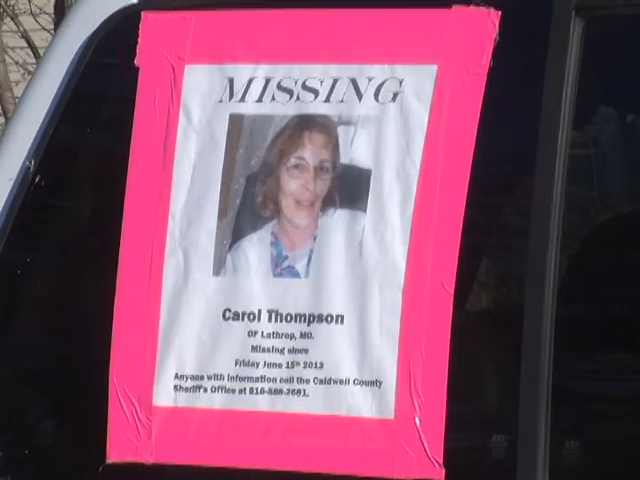 MISSING
Carol Thompson
OF Lathrop, MO.
Missing since
Friday June 15th 2012
Anyone with information call the Caldwell County
Sheriff's Office at